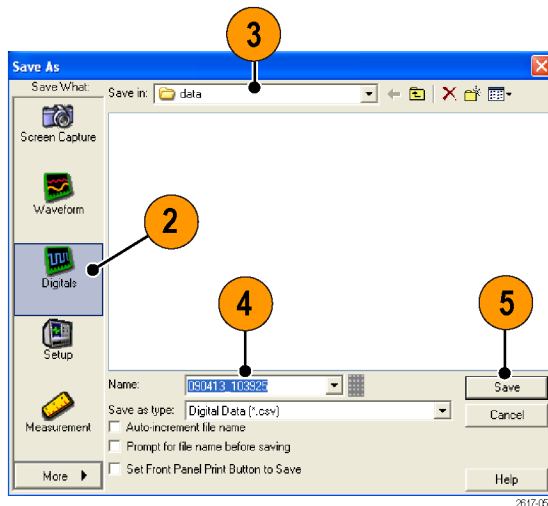 3
Save As
Save What:
Save in: data
Screen Capture
Waveform
2
Digitals
4
5
Setup
Name: 090413_103925
Save
Save as type: Digital Data (*.csv)
Cancel
Auto-increment file name
Measurement
Prompt for file name before saving
Set Front Panel Print Button to Save
More
Help
2617-05